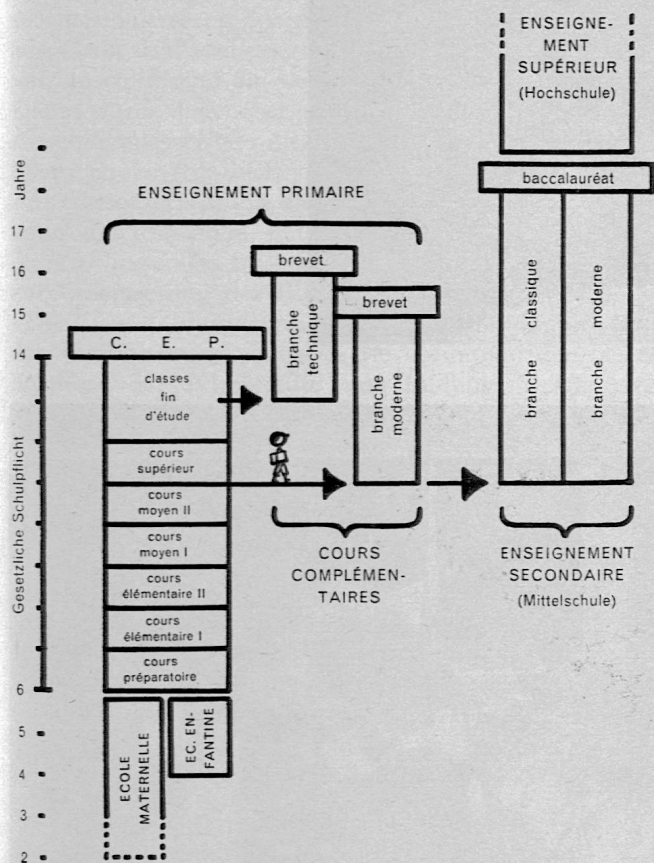 ENSEIGNE-
MENT
SUPÉRIEUR
(Hochschule)
baccalauréat
Jahre
ENSEIGNEMENT PRIMAIRE
17
16
15
14
brevet
brevet
branche
technique
branche
moderne
branche classique
branche moderne
C. E. P.
classes
fin
d'étude
cours
supérieur
cours
moyen II
cours
moyen I
cours
élémentaire II
cours
élémentaire I
cours
préparatoire
Gesetzliche Schulpflicht
COURS
COMPLÉMEN-
TAIRES
ENSEIGNEMENT
SECONDAIRE
(Mittelschule)
6
5
4
3
2
ECOLE
MATERNELLE
EC. EN-
FANTINE